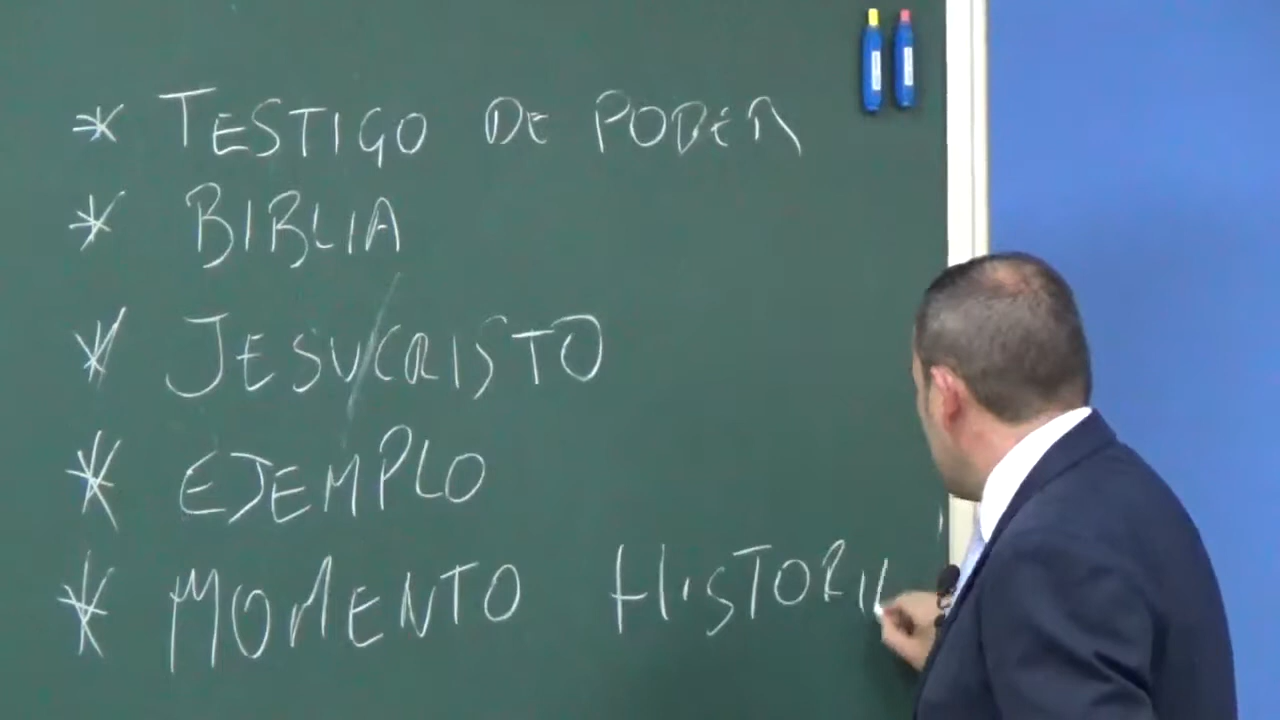 * TESTIGO DE PODER
* BIBLIA
* JESUCRISTO
* EJEMPLO
* MOMENTO HISTORI